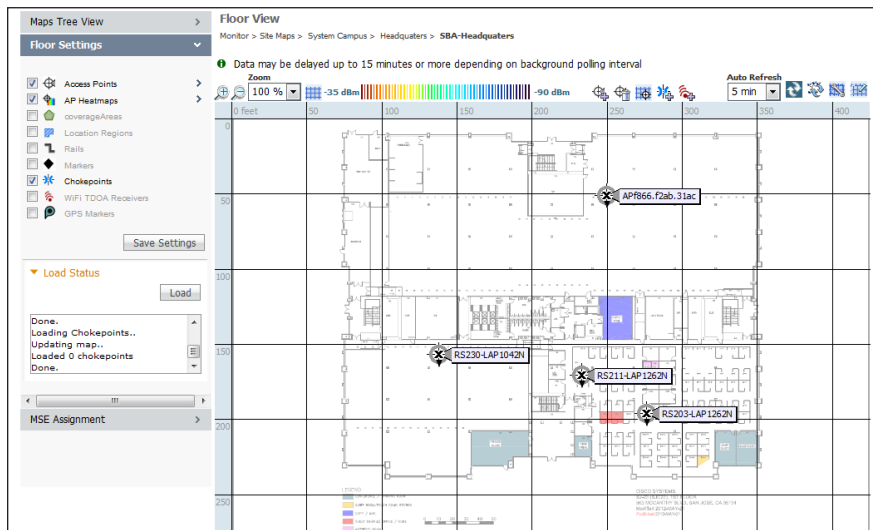 Maps Tree View
Floor Settings
Access Points
AP Heatmaps
coverageAreas
Location Regions
Rails
Markers
Chokepoints
WiFi TDOA Receivers
GPS Markers
Save Settings
Load Status
Load
Done.
Loading Chokepoints..
Updating map..
Loaded 0 chokepoints
Done.
MSE Assignment
Floor View
Monitor > Site Maps > System Campus > Headquaters > SBA-Headquaters
Data may be delayed up to 15 minutes or more depending on background polling interval
Zoom
100 %
-35 dBm
-90 dBm
Auto Refresh
5 min
0 feet 50 100 150 200 250 300 350 400
0
50
100
150
200
250
APf866.f2ab.31ac
RS230-LAP1042N
RS211-LAP1262N
RS203-LAP1262N
LEGEND
CISCO SYSTEMS